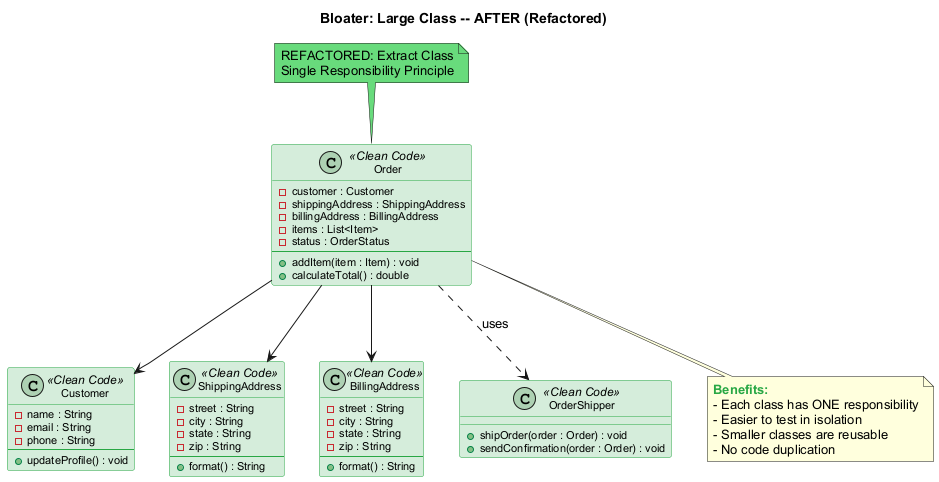 Bloater: Large Class -- AFTER (Refactored)
REFACTORED: Extract Class
Single Responsibility Principle
C «Clean Code»
Order
customer : Customer
shippingAddress : ShippingAddress
billingAddress : BillingAddress
items : List<Item>
status : OrderStatus
addItem(item : Item) : void
calculateTotal() : double
uses
C «Clean Code»
Customer
name : String
email : String
phone : String
updateProfile() : void
C «Clean Code»
ShippingAddress
street : String
city : String
state : String
zip : String
format() : String
C «Clean Code»
BillingAddress
street : String
city : String
state : String
zip : String
format() : String
C «Clean Code»
OrderShipper
shipOrder(order : Order) : void
sendConfirmation(order : Order) : void
Benefits:
- Each class has ONE responsibility
- Easier to test in isolation
- Smaller classes are reusable
- No code duplication